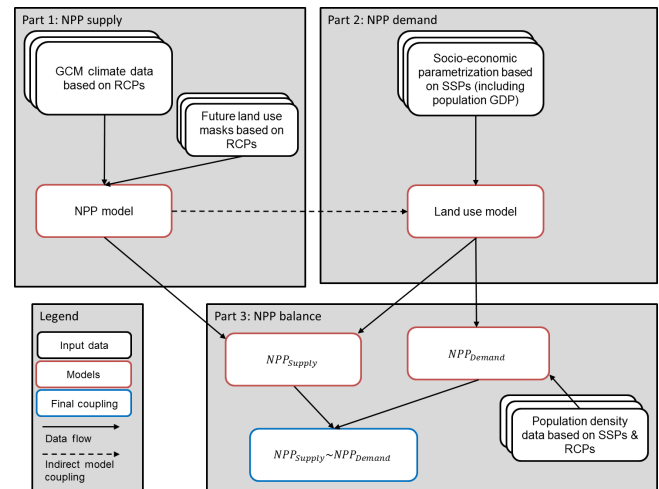 Part 1: NPP supply
GCM climate data
based on RCPs
Future land use
masks based on
RCPs
NPP model
Part 2: NPP demand
Socio-economic
parametrization based
on SSPs (including
population GDP)
Land use model
Legend
Input data
Models
Final coupling
Data flow
Indirect model
coupling
Part 3: NPP balance
NPP_Supply
NPP_Demand
Population density
data based on SSPs &
RCPs
NPP_Supply~NPP_Demand